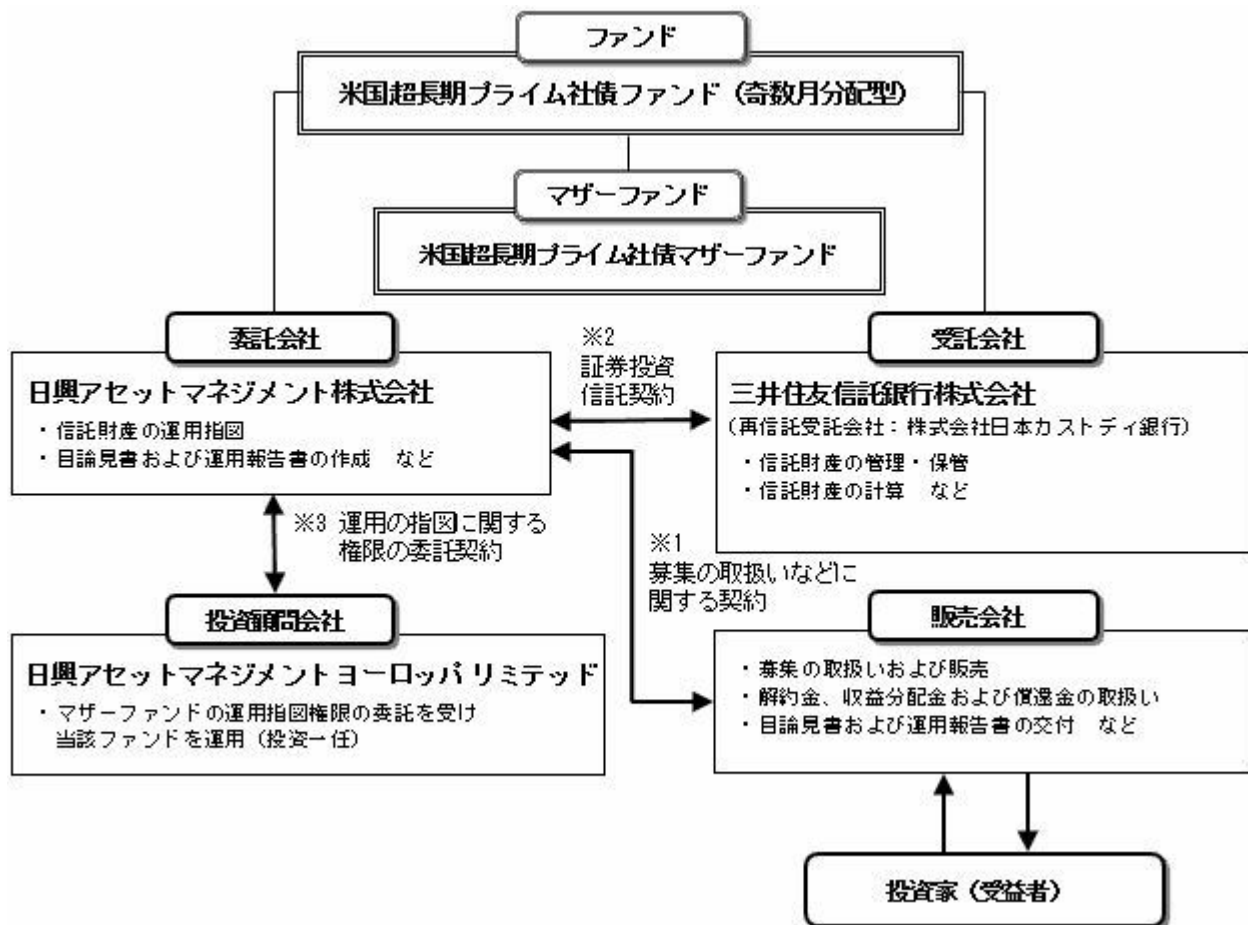 ファンド
米国超長期プライム社債ファンド（奇数月分配型）
マザーファンド
米国超長期プライム社債マザーファンド
委託会社
日興アセットマネジメント株式会社
・信託財産の運用指図
・目論見書および運用報告書の作成　など
※2
証券投資
信託契約
受託会社
三井住友信託銀行株式会社
（再信託受託会社：株式会社日本カストディ銀行）
・信託財産の管理・保管
・信託財産の計算　など
※3 運用の指図に関する
権限の委託契約
※1
募集の取扱いなどに
関する契約
投資顧問会社
日興アセットマネジメント ヨーロッパ リミテッド
・マザーファンドの運用指図権限の委託を受け
当該ファンドを運用（投資一任）
販売会社
・募集の取扱いおよび販売
・解約金、収益分配金および償還金の取扱い
・目論見書および運用報告書の交付　など
投資家（受益者）